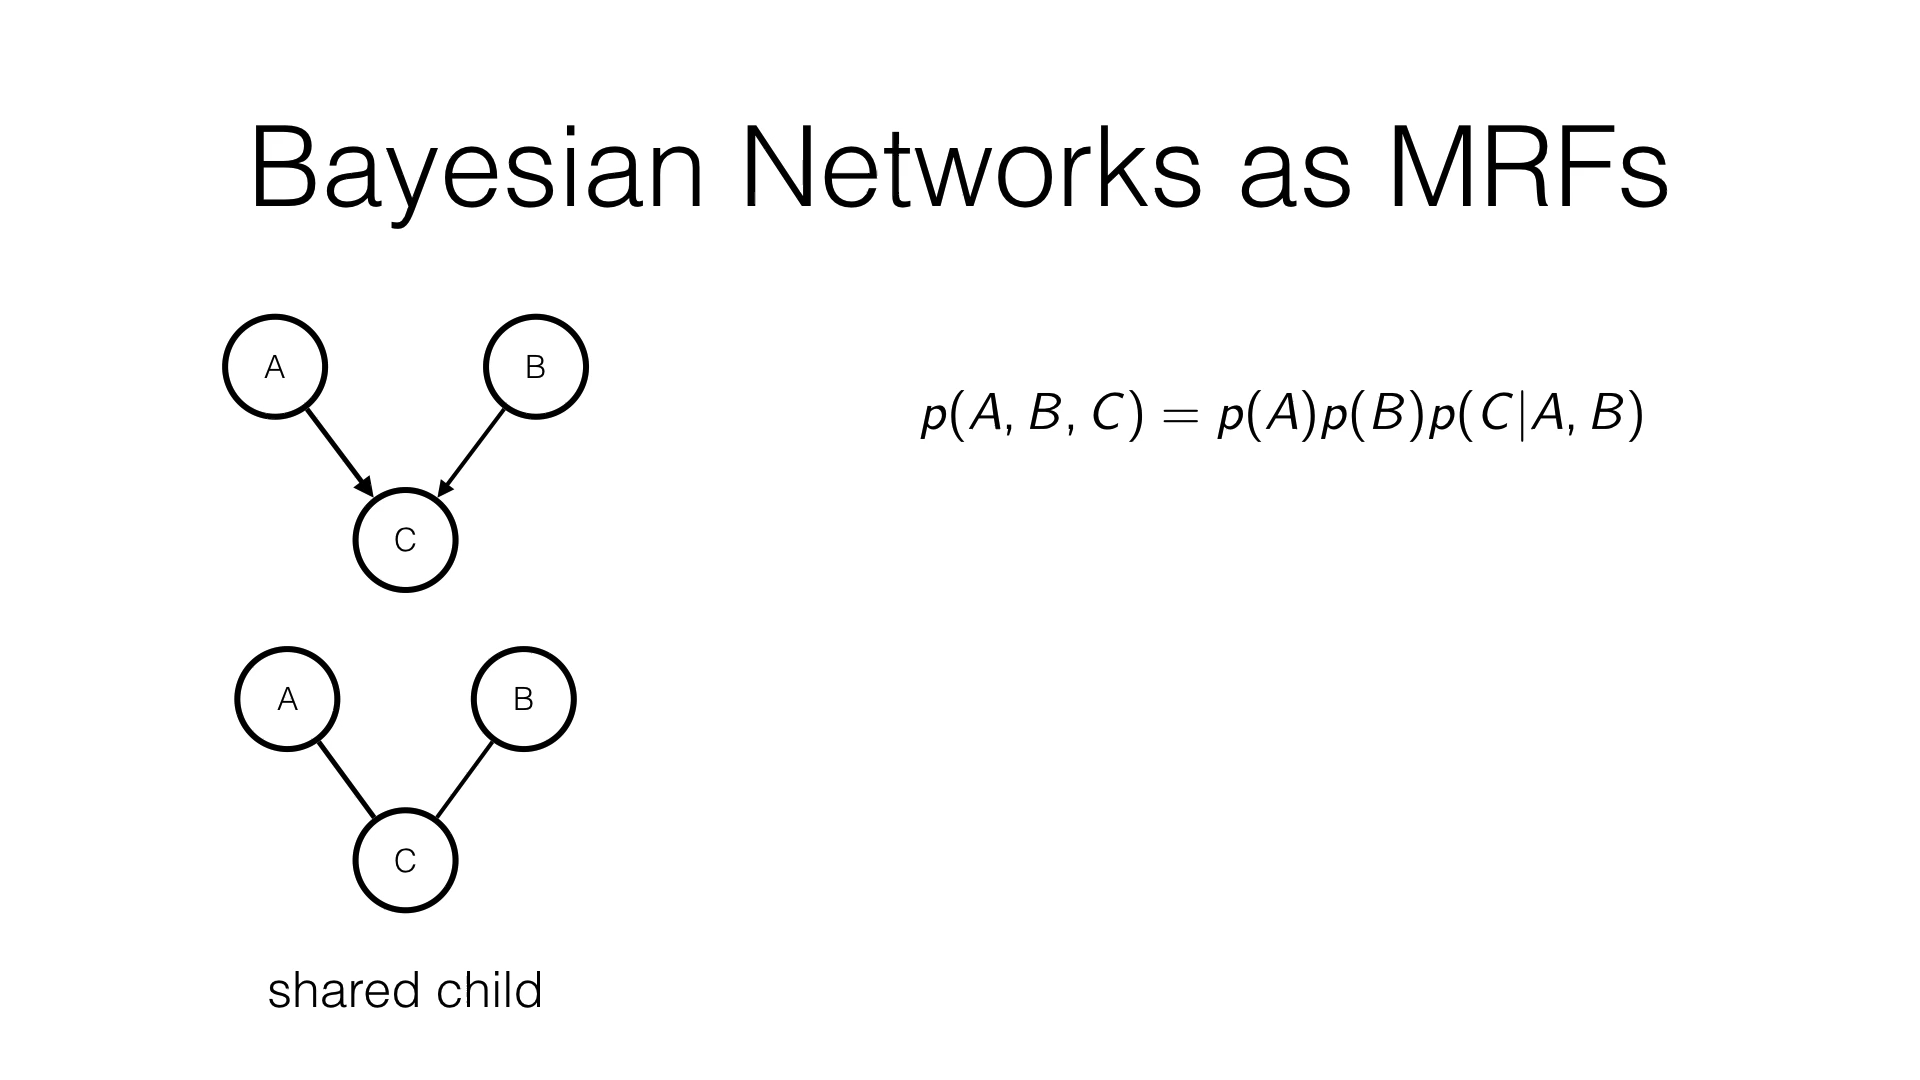 Bayesian Networks as MRFs
A
B
C
p(A, B, C) = p(A)p(B)p(C|A, B)
A
B
C
shared child